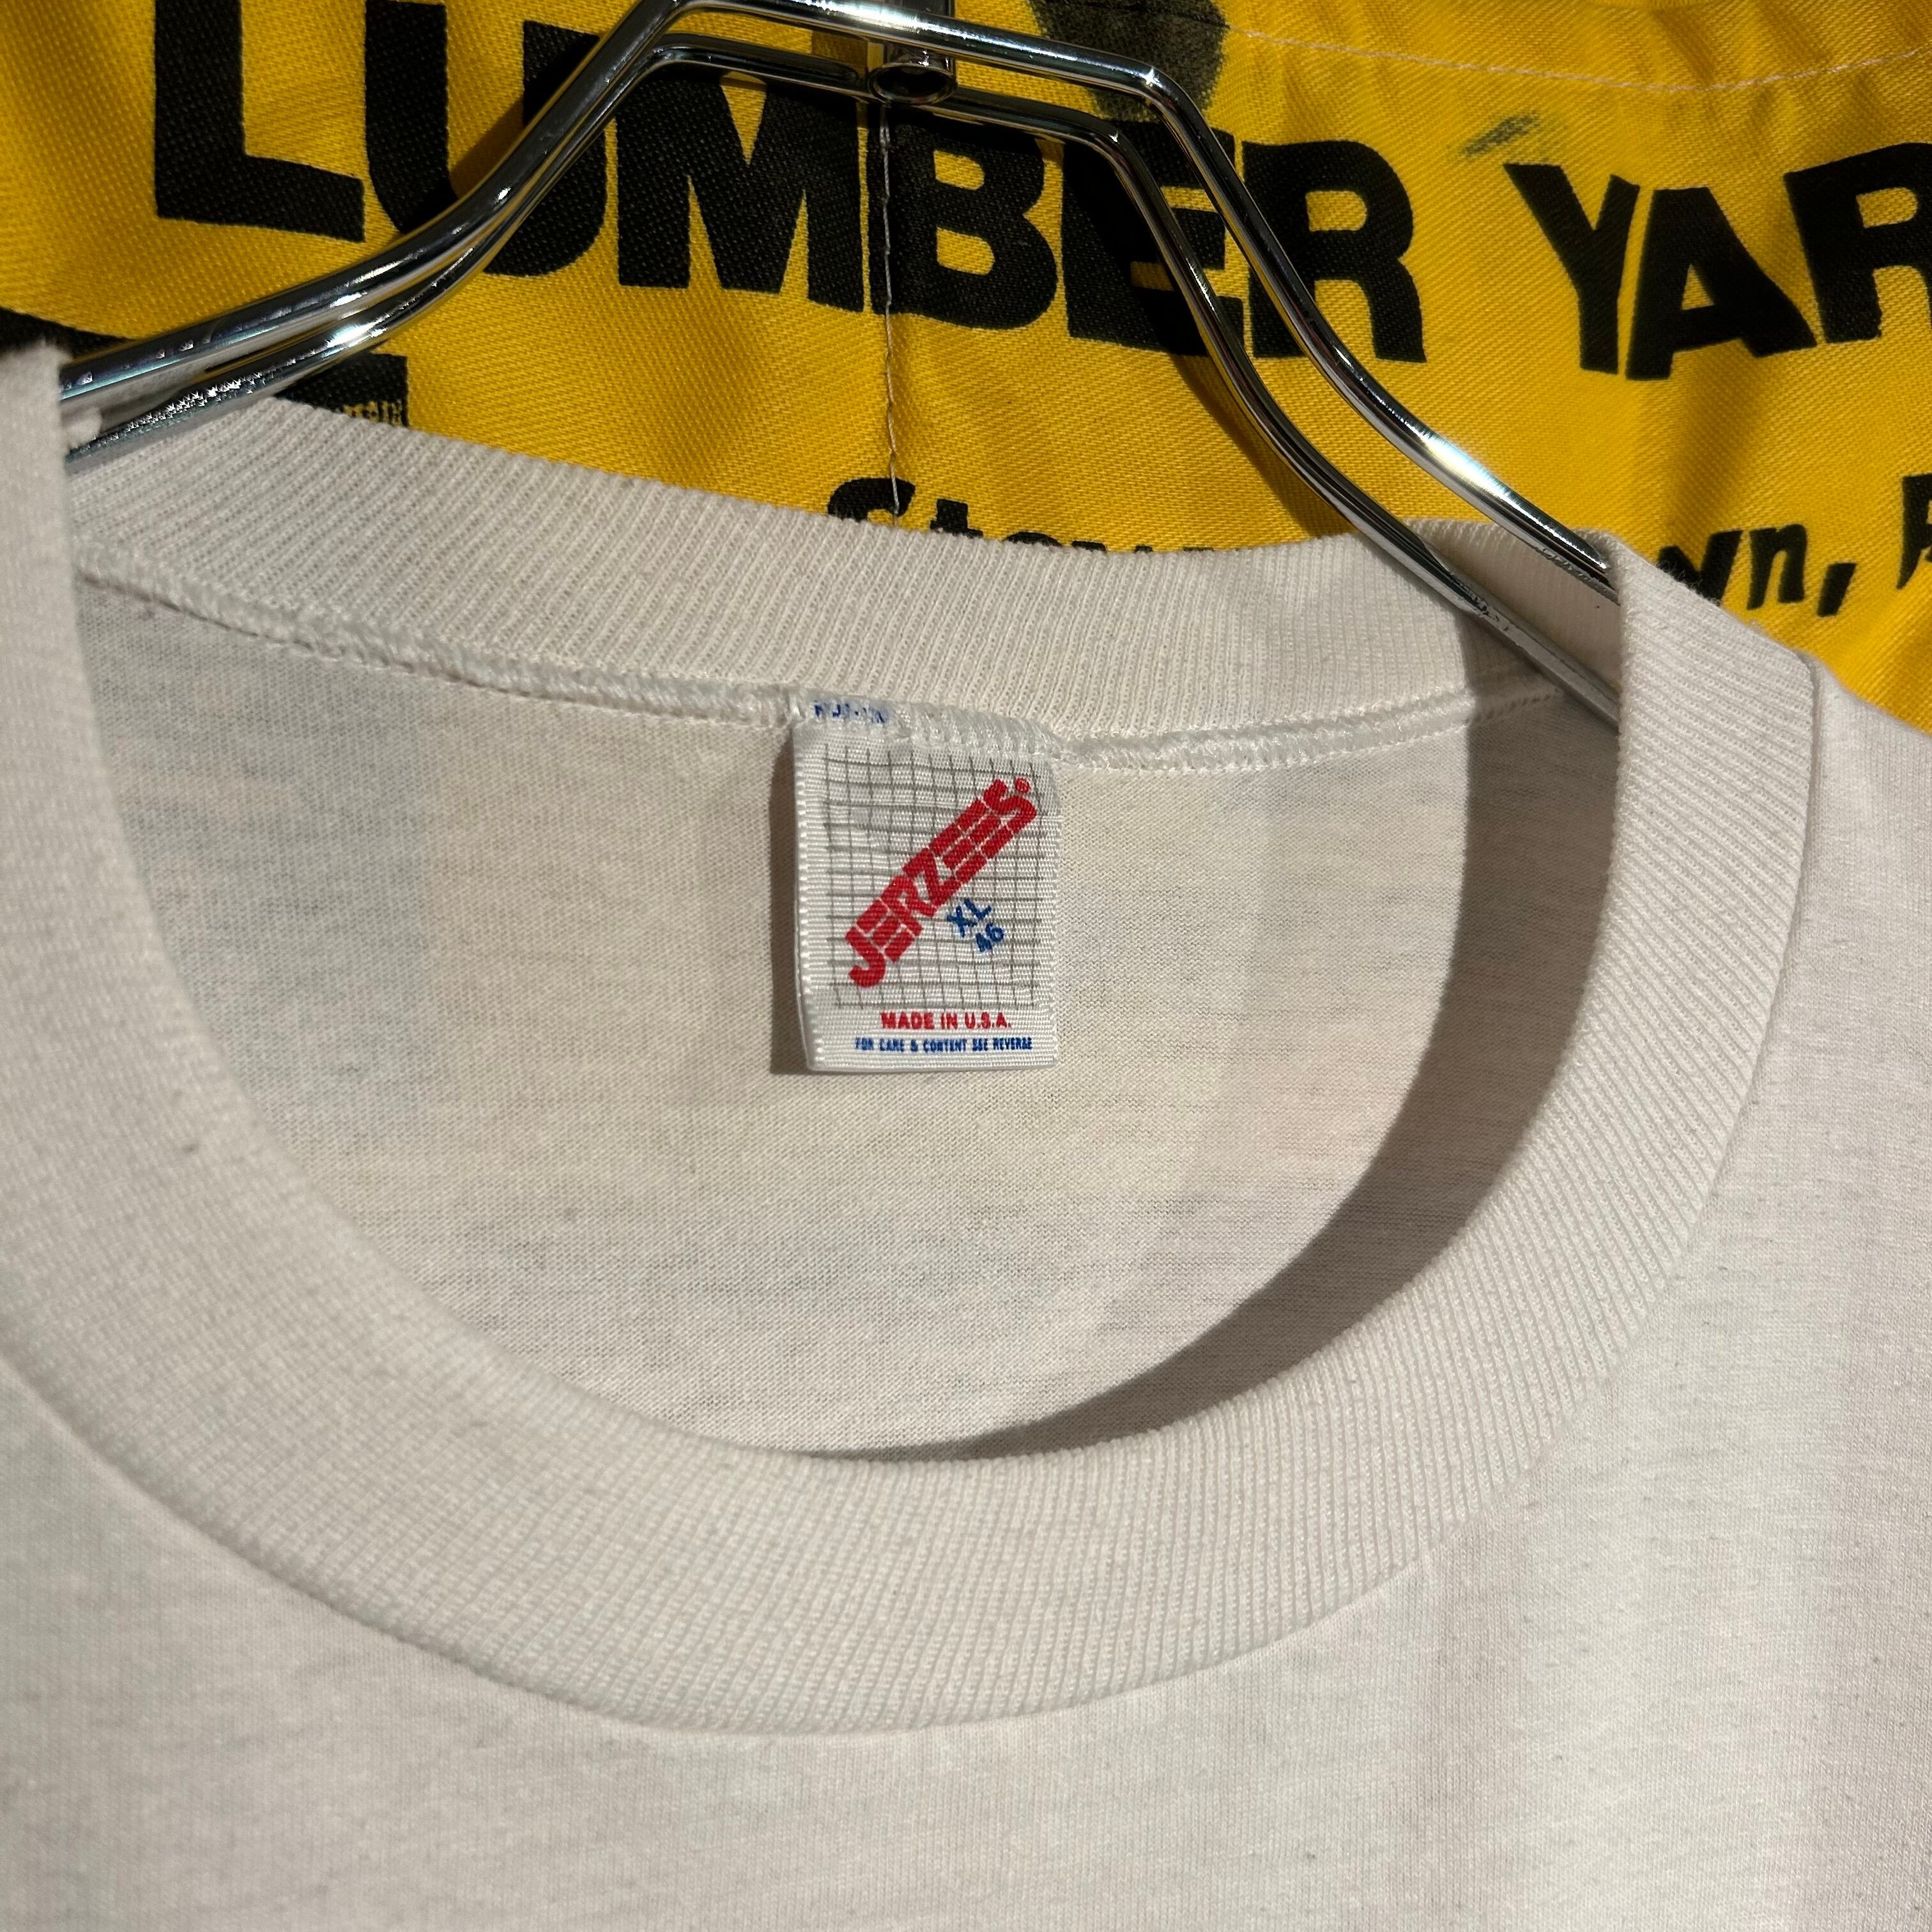 LUMBER YAR
JERZEES®
XL
46
MADE IN U.S.A.
FOR CARE & CONTENT SEE REVERSE